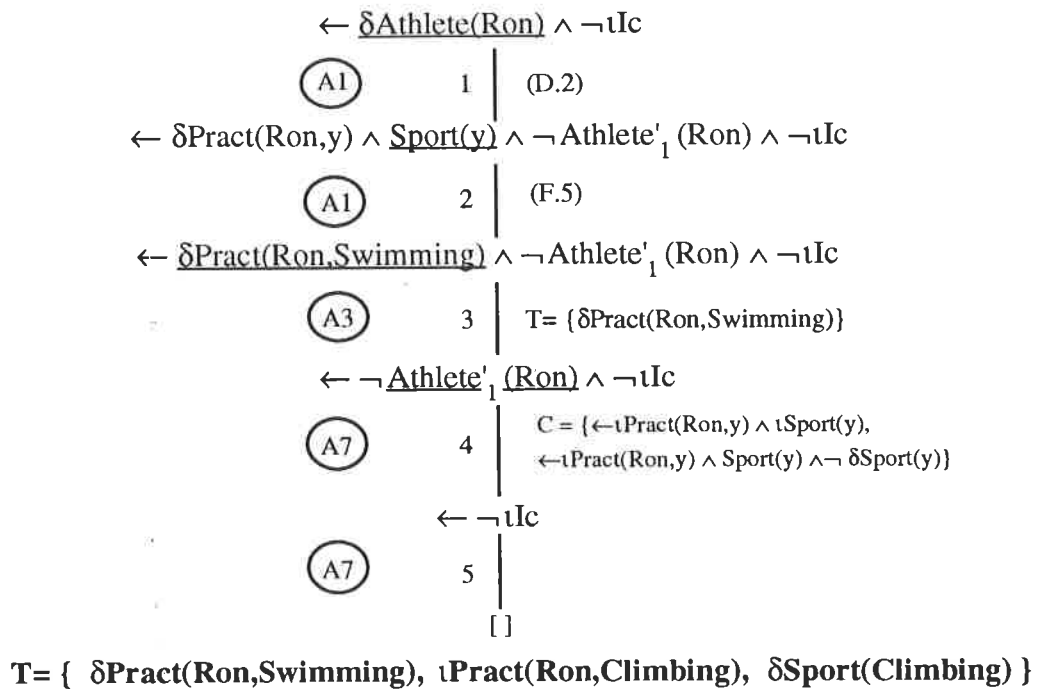 ← δAthlete(Ron) ∧ ¬ιIc
A1 1 (D.2)
← δPract(Ron,y) ∧ Sport(y) ∧ ¬Athlete'₁ (Ron) ∧ ¬ιIc
A1 2 (F.5)
← δPract(Ron,Swimming) ∧ ¬Athlete'₁ (Ron) ∧ ¬ιIc
A3 3 T= {δPract(Ron,Swimming)}
← ¬Athlete'₁ (Ron) ∧ ¬ιIc
A7 4 C = {←ιPract(Ron,y) ∧ ιSport(y),
←ιPract(Ron,y) ∧ Sport(y) ∧¬ δSport(y)}
← ¬ιIc
A7 5
[ ]
T= { δPract(Ron,Swimming), ιPract(Ron,Climbing), δSport(Climbing) }